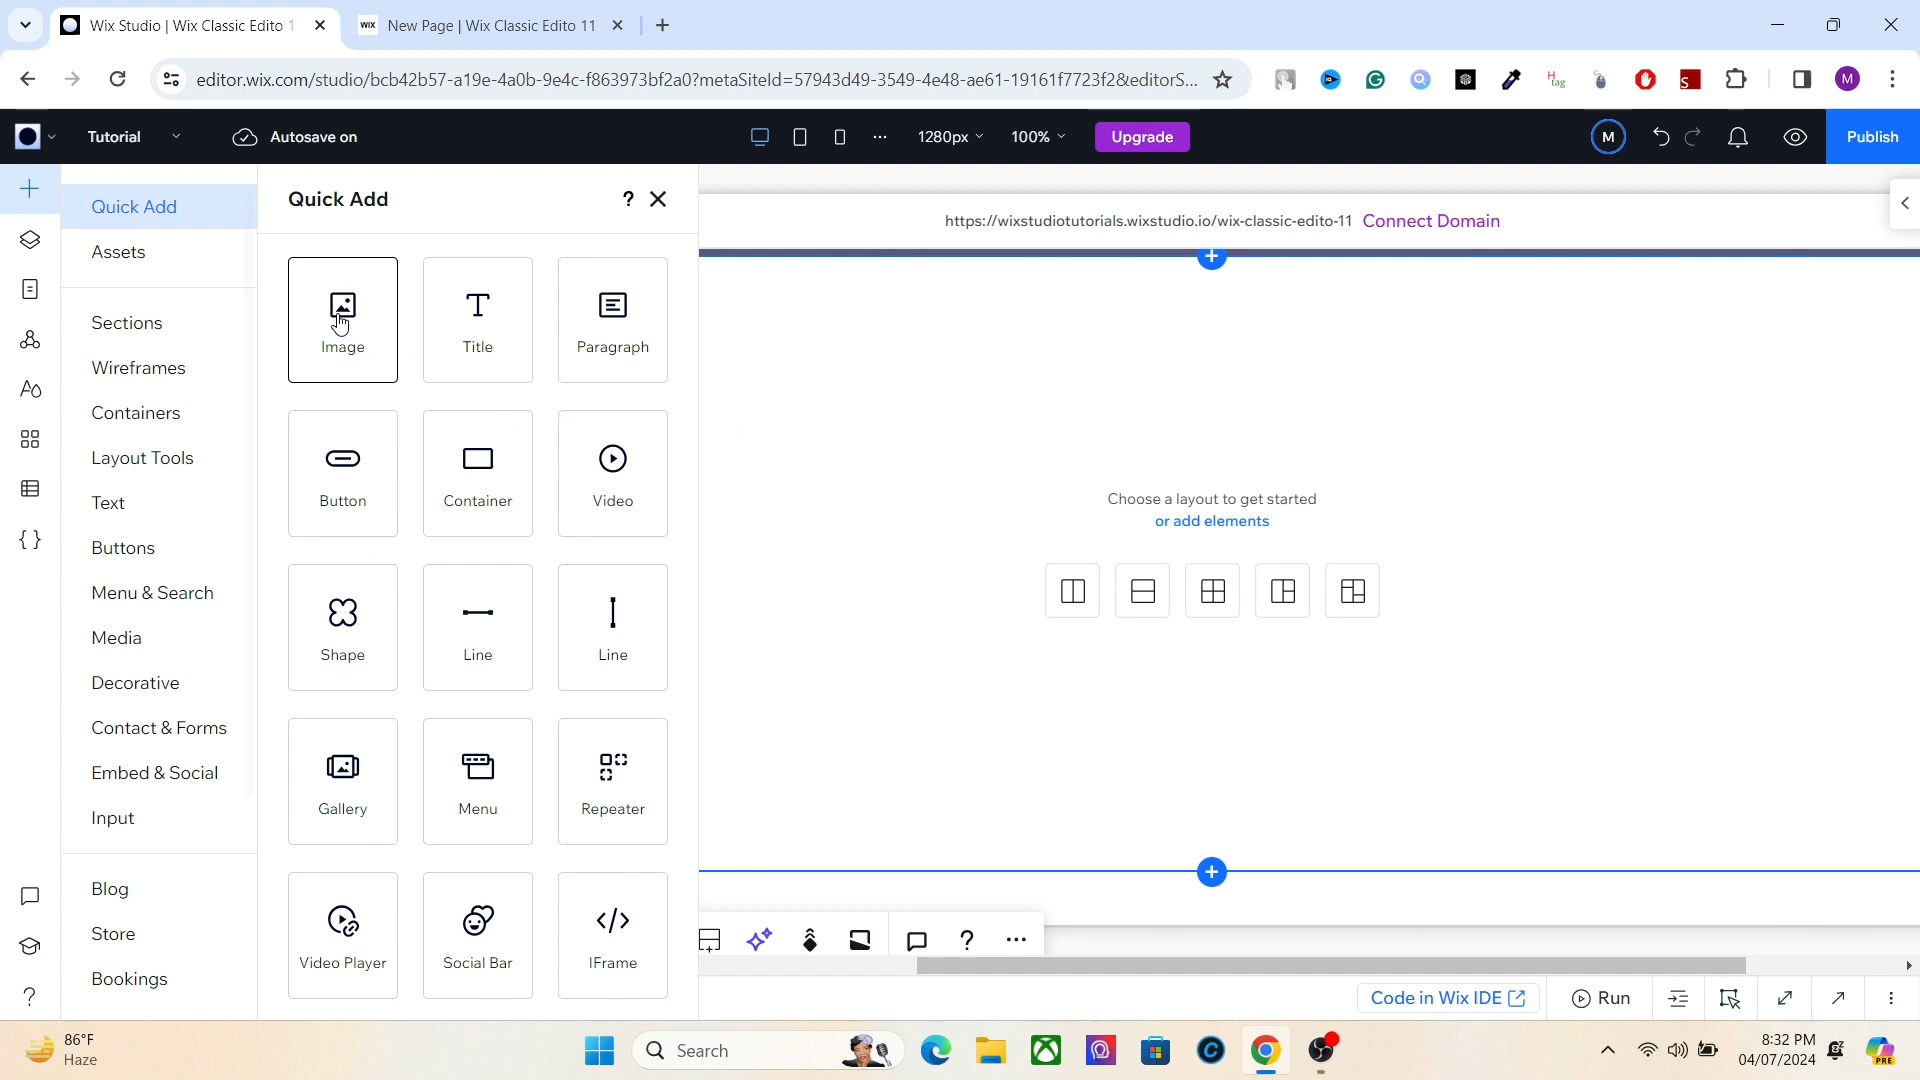 Wix Studio | Wix Classic Edito 1
WIX New Page | Wix Classic Edito 11
editor.wix.com/studio/bcb42b57-a19e-4a0b-9e4c-f863973bf2a0?metaSiteId=57943d49-3549-4e48-ae61-19161f7723f2&editorS...
M
Tutorial
Autosave on
1280px
100%
Upgrade
M
Publish
Quick Add
Assets
Sections
Wireframes
Containers
Layout Tools
Text
Buttons
Menu & Search
Media
Decorative
Contact & Forms
Embed & Social
Input
Blog
Store
Bookings
Quick Add
?
Image
Title
Paragraph
Button
Container
Video
Shape
Line
Line
Gallery
Menu
Repeater
Video Player
Social Bar
IFrame
https://wixstudiotutorials.wixstudio.io/wix-classic-edito-11 Connect Domain
Choose a layout to get started
or add elements
Code in Wix IDE
Run
86°F
Haze
Search
8:32 PM
04/07/2024
PRE